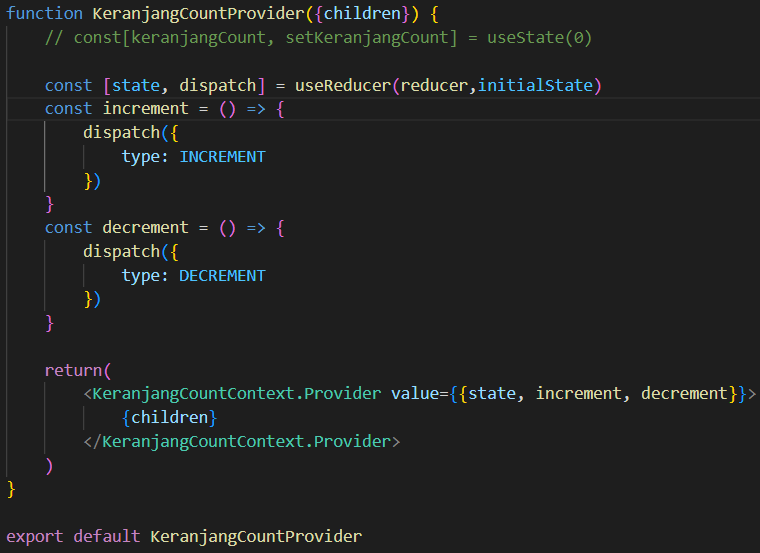 function KeranjangCountProvider({children}) {
// const[keranjangCount, setKeranjangCount] = useState(0)
const [state, dispatch] = useReducer(reducer,initialState)
const increment = () => {
dispatch({
type: INCREMENT
})
}
const decrement = () => {
dispatch({
type: DECREMENT
})
}
return(
<KeranjangCountContext.Provider value={{state, increment, decrement}}>
{children}
</KeranjangCountContext.Provider>
)
}
export default KeranjangCountProvider